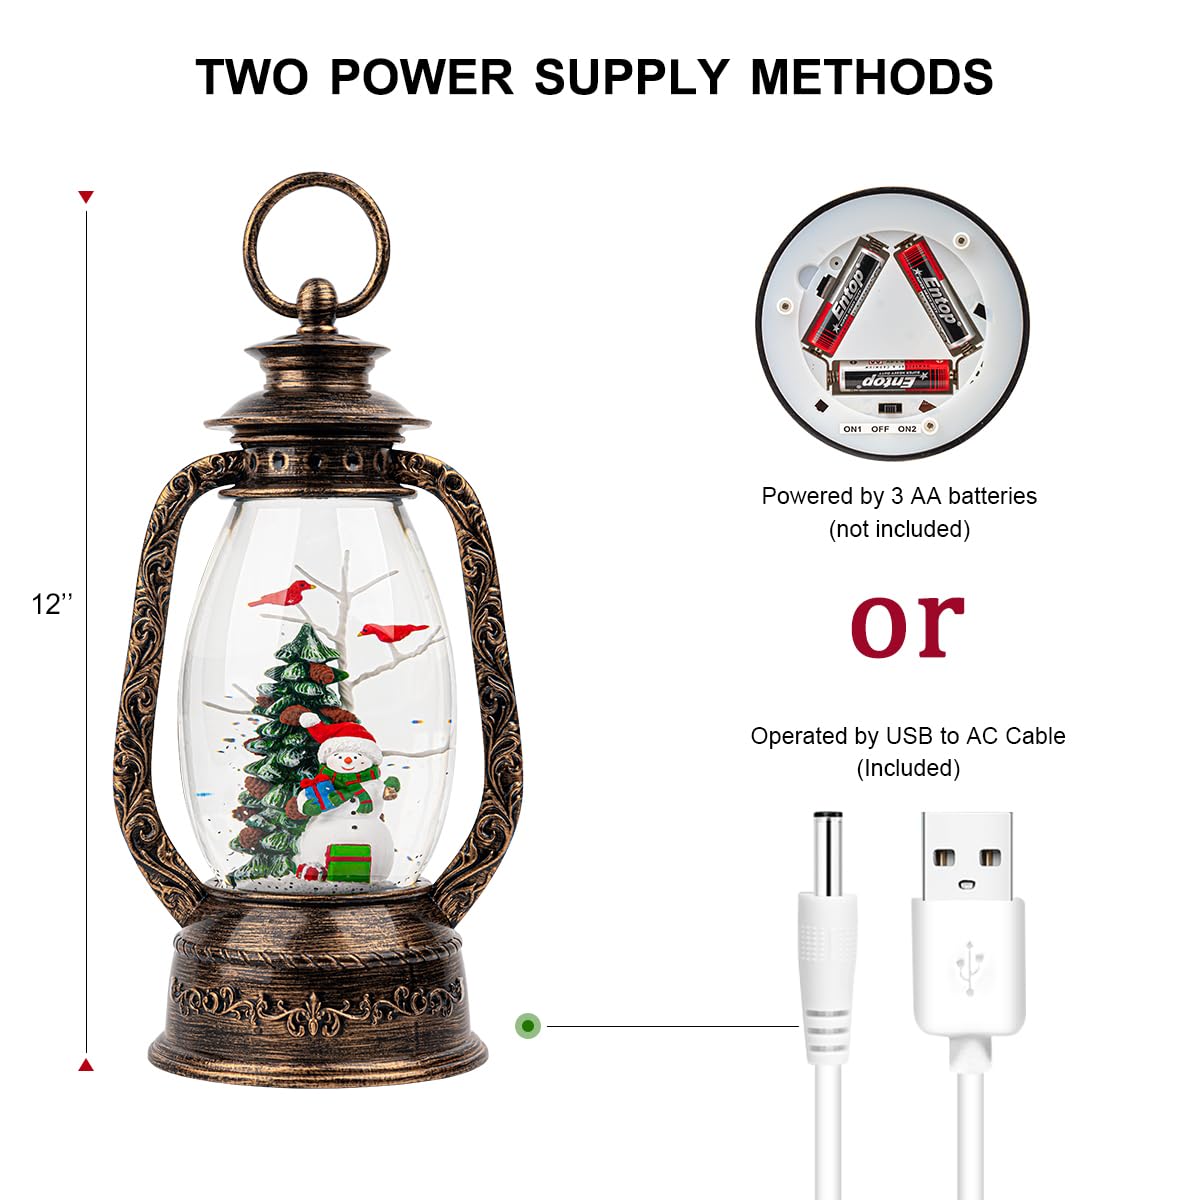 TWO POWER SUPPLY METHODS
12’’
Entop
Entop
Entop
ON1 OFF ON2
Powered by 3 AA batteries
(not included)
or
Operated by USB to AC Cable
(Included)